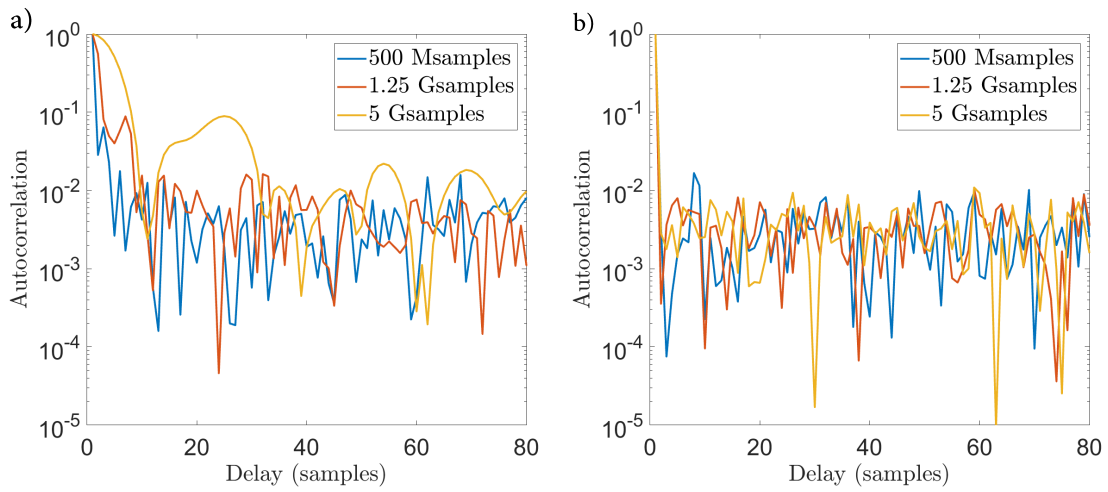 a)
10^0
10^-1
10^-2
10^-3
10^-4
10^-5
Autocorrelation
0 20 40 60 80
Delay (samples)
500 Msamples
1.25 Gsamples
5 Gsamples
b)
10^0
10^-1
10^-2
10^-3
10^-4
10^-5
Autocorrelation
0 20 40 60 80
Delay (samples)
500 Msamples
1.25 Gsamples
5 Gsamples